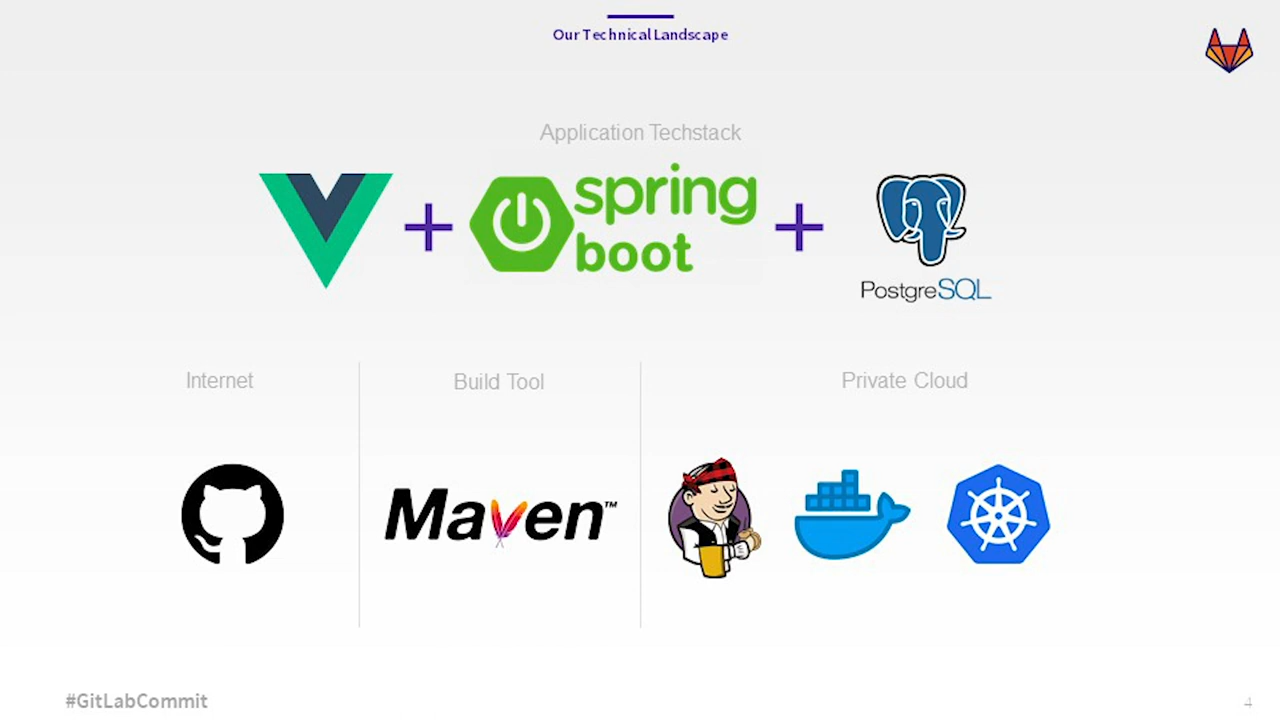 Our Technical Landscape
Application Techstack
spring
boot
PostgreSQL
Internet
Build Tool
Private Cloud
Maven™
#GitLabCommit
4